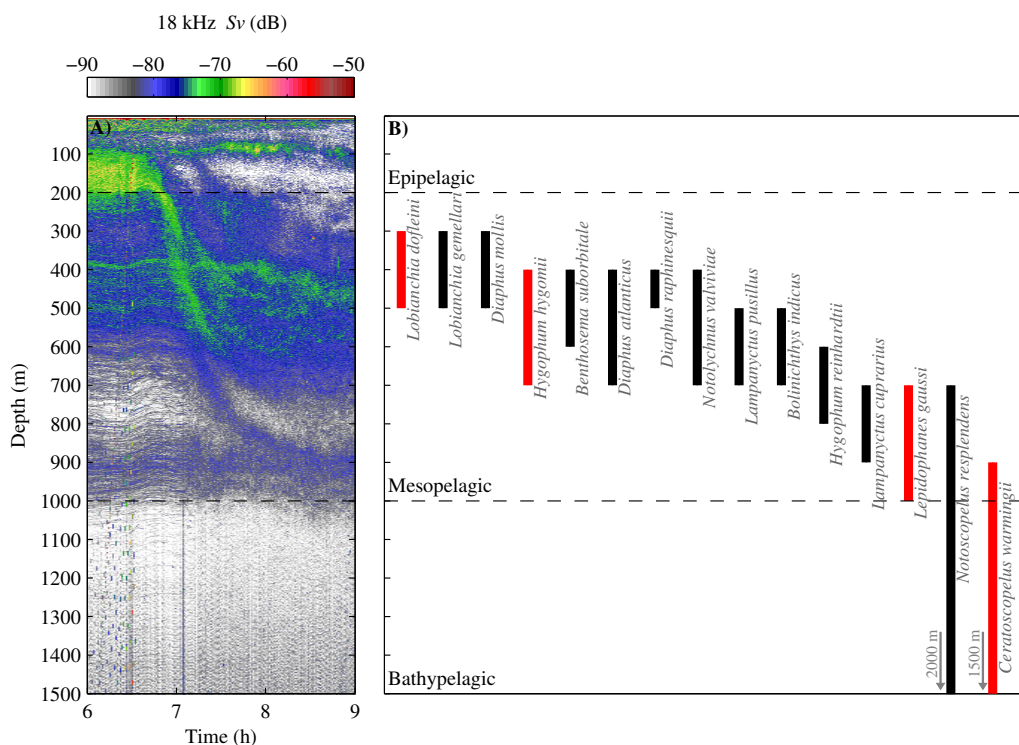 18 kHz Sv (dB)
−90 −80 −70 −60 −50
A)
B)
100
200
300
400
500
600
700
800
900
1000
1100
1200
1300
1400
1500
Depth (m)
6 7 8 9
Time (h)
Epipelagic
Mesopelagic
Bathypelagic
Lobianchia dofleini
Lobianchia gemellari
Diaphus mollis
Hygophum hygomii
Benthosema suborbitale
Diaphus adanticus
Diaphus raphinesquii
Notolychnus valviviae
Lampanyctus pusillus
Bolinichthys indicus
Hygophum reinhardtii
Lampanyctus cuprarius
Lepidophanes gaussi
Notoscopelus resplendens
Ceratoscopelus warmingii
2000 m
1500 m